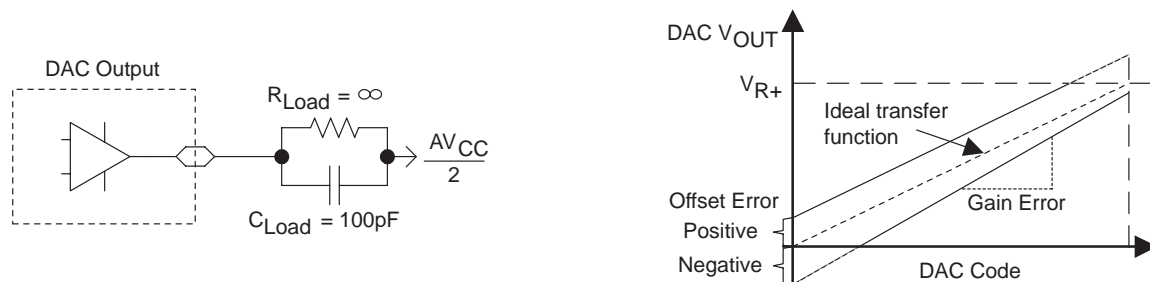 DAC Output
R_Load = ∞
AV_CC
2
C_Load = 100pF
DAC V_OUT
V_R+
Ideal transfer
function
Offset Error
Positive
Negative
Gain Error
DAC Code